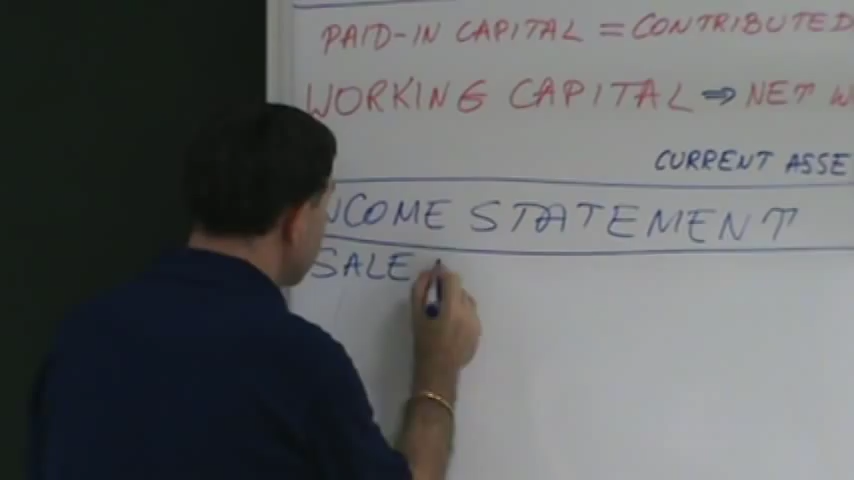 PAID-IN CAPITAL = CONTRIBUTED
WORKING CAPITAL ⇒ NET W
CURRENT ASSE
NCOME STATEMENT
SALE